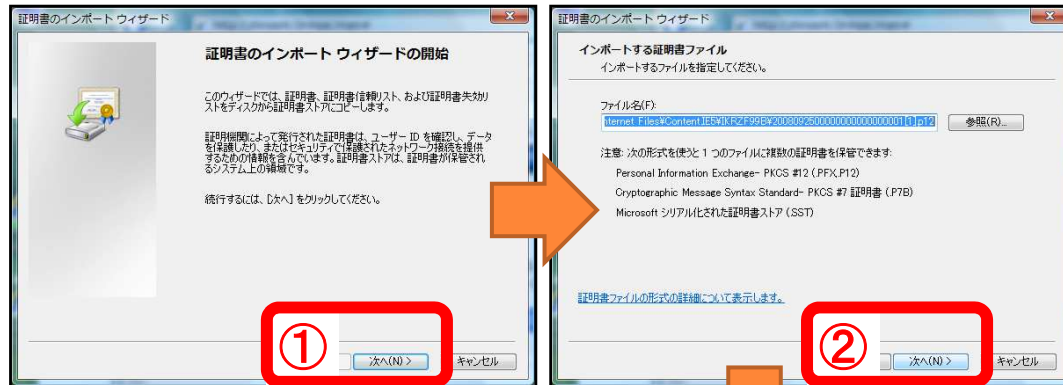 証明書のインポート ウィザード
証明書のインポート ウィザードの開始
このウィザードでは、証明書、証明書信頼リスト、および証明書失効リ
ストをディスクから証明書ストアにコピーします。
証明機関によって発行された証明書は、ユーザー ID を確認し、データ
を保護したり、またはセキュリティで保護されたネットワーク接続を提供
するための情報を含んでいます。証明書ストアは、証明書が保管され
るシステム上の領域です。
続行するには、[次へ] をクリックしてください。
①
次へ(N) >
キャンセル
証明書のインポート ウィザード
インポートする証明書ファイル
インポートするファイルを指定してください。
ファイル名(F):
参照(R)...
注意: 次の形式を使うと 1 つのファイルに複数の証明書を保管できます:
Personal Information Exchange- PKCS #12 (.PFX,.P12)
Cryptographic Message Syntax Standard- PKCS #7 証明書 (.P7B)
Microsoft シリアル化された証明書ストア (.SST)
証明書ファイルの形式の詳細について表示します。
②
次へ(N) >
キャンセル